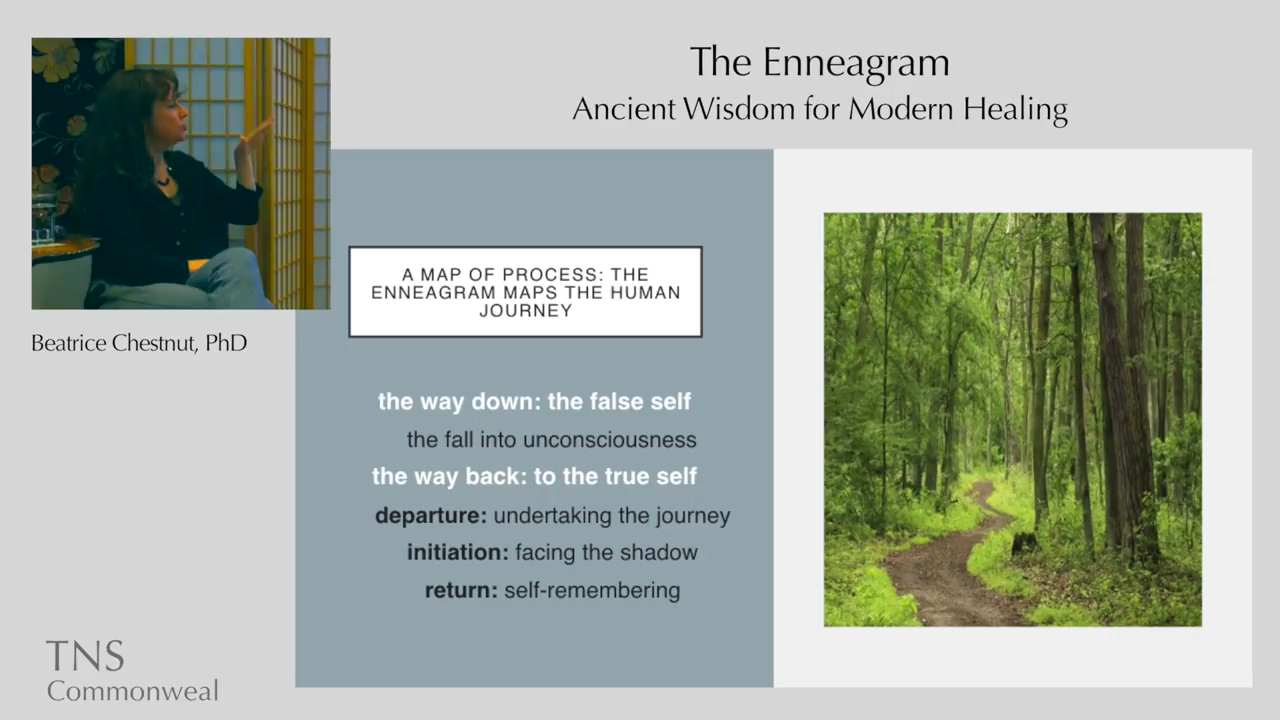 The Enneagram
Ancient Wisdom for Modern Healing
Beatrice Chestnut, PhD
A MAP OF PROCESS: THE
ENNEAGRAM MAPS THE HUMAN
JOURNEY
the way down: the false self
the fall into unconsciousness
the way back: to the true self
departure: undertaking the journey
initiation: facing the shadow
return: self-remembering
TNS
Commonweal